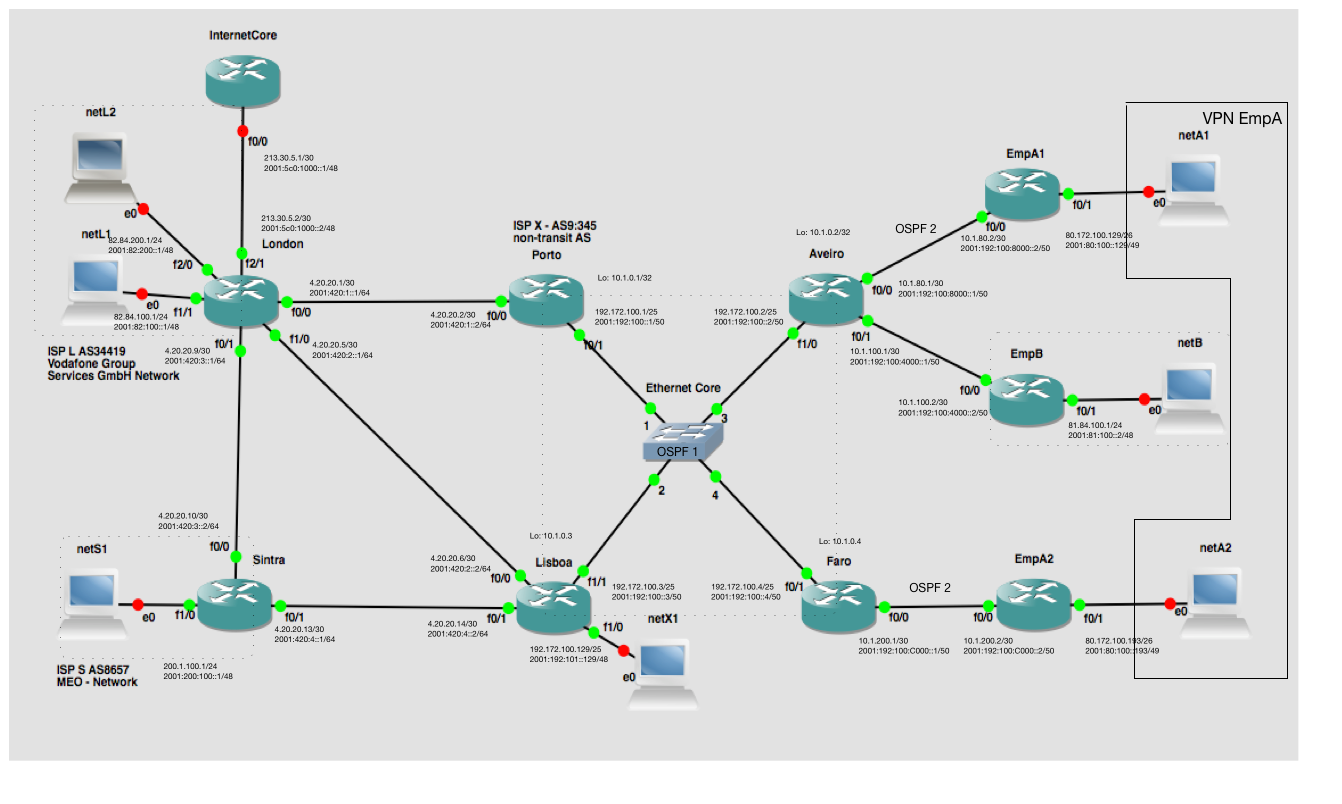 InternetCore
f0/0
213.30.5.1/30
2001:5c0:1000::1/48
netL2
e0
82.84.200.1/24
2001:82:200::1/48
f2/0
213.30.5.2/30
2001:5c0:1000::2/48
London
f2/1
netL1
e0
82.84.100.1/24
2001:82:100::1/48
f1/1
4.20.20.1/30
2001:420:1::1/64
f0/0
f1/0
4.20.20.5/30
2001:420:2::1/64
f0/1
4.20.20.9/30
2001:420:3::1/64
ISP L AS34419
Vodafone Group
Services GmbH Network
ISP X - AS9:345
non-transit AS
Porto
Lo: 10.1.0.1/32
f0/0
4.20.20.2/30
2001:420:1::2/64
192.172.100.1/25
2001:192:100::1/50
f0/1
Ethernet Core
1
3
OSPF 1
2
4
Lo: 10.1.0.2/32
Aveiro
192.172.100.2/25
2001:192:100::2/50
f1/0
10.1.80.1/30
2001:192:100:8000::1/50
f0/0
f0/1
10.1.100.1/30
2001:192:100:4000::1/50
OSPF 2
EmpA1
f0/0
10.1.80.2/30
2001:192:100:8000::2/50
f0/1
80.172.100.129/26
2001:80:100::129/49
VPN EmpA
netA1
e0
EmpB
f0/0
10.1.100.2/30
2001:192:100:4000::2/50
f0/1
81.84.100.1/24
2001:81:100::2/48
netB
e0
4.20.20.10/30
2001:420:3::2/64
f0/0
Sintra
netS1
e0
f1/0
f0/1
4.20.20.13/30
2001:420:4::1/64
200.1.100.1/24
2001:200:100::1/48
ISP S AS8657
MEO - Network
Lo: 10.1.0.3
Lisboa
4.20.20.6/30
2001:420:2::2/64
f0/0
f1/1
192.172.100.3/25
2001:192:100::3/50
4.20.20.14/30
2001:420:4::2/64
f0/1
f1/0
192.172.100.129/25
2001:192:101::129/48
netX1
e0
Lo: 10.1.0.4
Faro
192.172.100.4/25
2001:192:100::4/50
f0/1
f0/0
10.1.200.1/30
2001:192:100:C000::1/50
OSPF 2
EmpA2
f0/0
10.1.200.2/30
2001:192:100:C000::2/50
f0/1
80.172.100.193/26
2001:80:100::193/49
netA2
e0